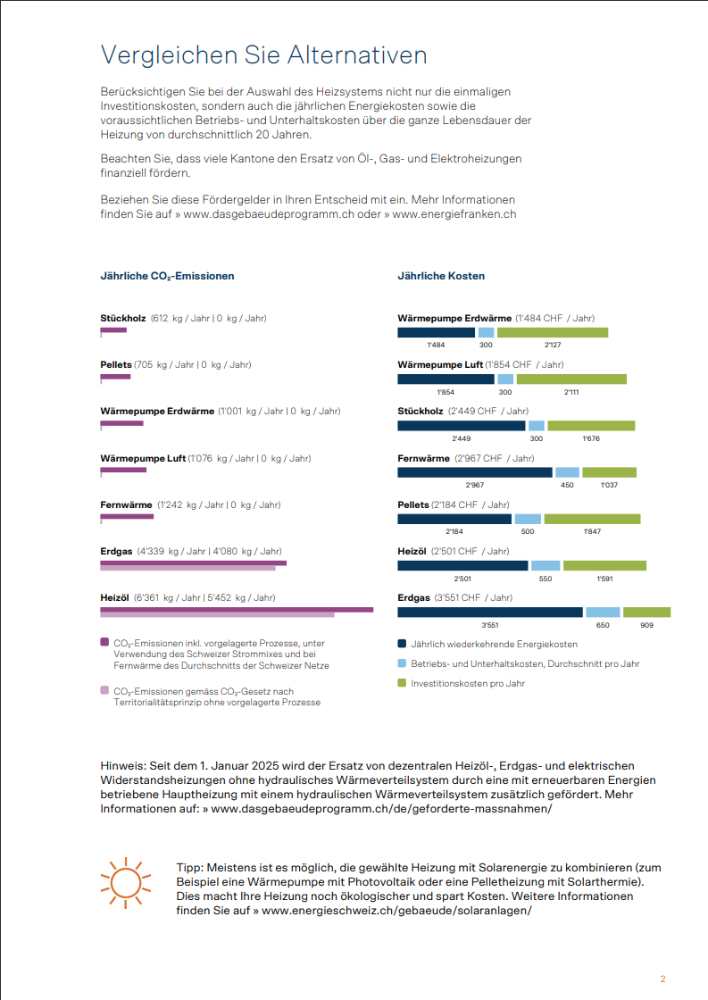 Vergleichen Sie Alternativen
Berücksichtigen Sie bei der Auswahl des Heizsystems nicht nur die einmaligen
Investitionskosten, sondern auch die jährlichen Energiekosten sowie die
voraussichtlichen Betriebs- und Unterhaltskosten über die ganze Lebensdauer der
Heizung von durchschnittlich 20 Jahren.
Beachten Sie, dass viele Kantone den Ersatz von Öl-, Gas- und Elektroheizungen
finanziell fördern.
Beziehen Sie diese Fördergelder in Ihren Entscheid mit ein. Mehr Informationen
finden Sie auf » www.dasgebaeudeprogramm.ch oder » www.energiefranken.ch
Jährliche CO₂-Emissionen
Stückholz (612 kg / Jahr | 0 kg / Jahr)
Pellets (705 kg / Jahr | 0 kg / Jahr)
Wärmepumpe Erdwärme (1'001 kg / Jahr | 0 kg / Jahr)
Wärmepumpe Luft (1'076 kg / Jahr | 0 kg / Jahr)
Fernwärme (1'242 kg / Jahr | 0 kg / Jahr)
Erdgas (4'339 kg / Jahr | 4'080 kg / Jahr)
Heizöl (6'361 kg / Jahr | 5'452 kg / Jahr)
CO₂-Emissionen inkl. vorgelagerte Prozesse, unter
Verwendung des Schweizer Strommixes und bei
Fernwärme des Durchschnitts der Schweizer Netze
CO₂-Emissionen gemäss CO₂-Gesetz nach
Territorialitätsprinzip ohne vorgelagerte Prozesse
Jährliche Kosten
Wärmepumpe Erdwärme (1'484 CHF / Jahr)
1'484 300 2'127
Wärmepumpe Luft (1'854 CHF / Jahr)
1'854 300 2'111
Stückholz (2'449 CHF / Jahr)
2'449 300 1'676
Fernwärme (2'967 CHF / Jahr)
2'967 450 1'037
Pellets (2'184 CHF / Jahr)
2'184 500 1'847
Heizöl (2'501 CHF / Jahr)
2'501 550 1'591
Erdgas (3'551 CHF / Jahr)
3'551 650 909
Jährlich wiederkehrende Energiekosten
Betriebs- und Unterhaltskosten, Durchschnitt pro Jahr
Investitionskosten pro Jahr
Hinweis: Seit dem 1. Januar 2025 wird der Ersatz von dezentralen Heizöl-, Erdgas- und elektrischen
Widerstandsheizungen ohne hydraulisches Wärmeverteilsystem durch eine mit erneuerbaren Energien
betriebene Hauptheizung mit einem hydraulischen Wärmeverteilsystem zusätzlich gefördert. Mehr
Informationen auf: » www.dasgebaeudeprogramm.ch/de/geforderte-massnahmen/
Tipp: Meistens ist es möglich, die gewählte Heizung mit Solarenergie zu kombinieren (zum
Beispiel eine Wärmepumpe mit Photovoltaik oder eine Pelletheizung mit Solarthermie).
Dies macht Ihre Heizung noch ökologischer und spart Kosten. Weitere Informationen
finden Sie auf » www.energieschweiz.ch/gebaeude/solaranlagen/
2